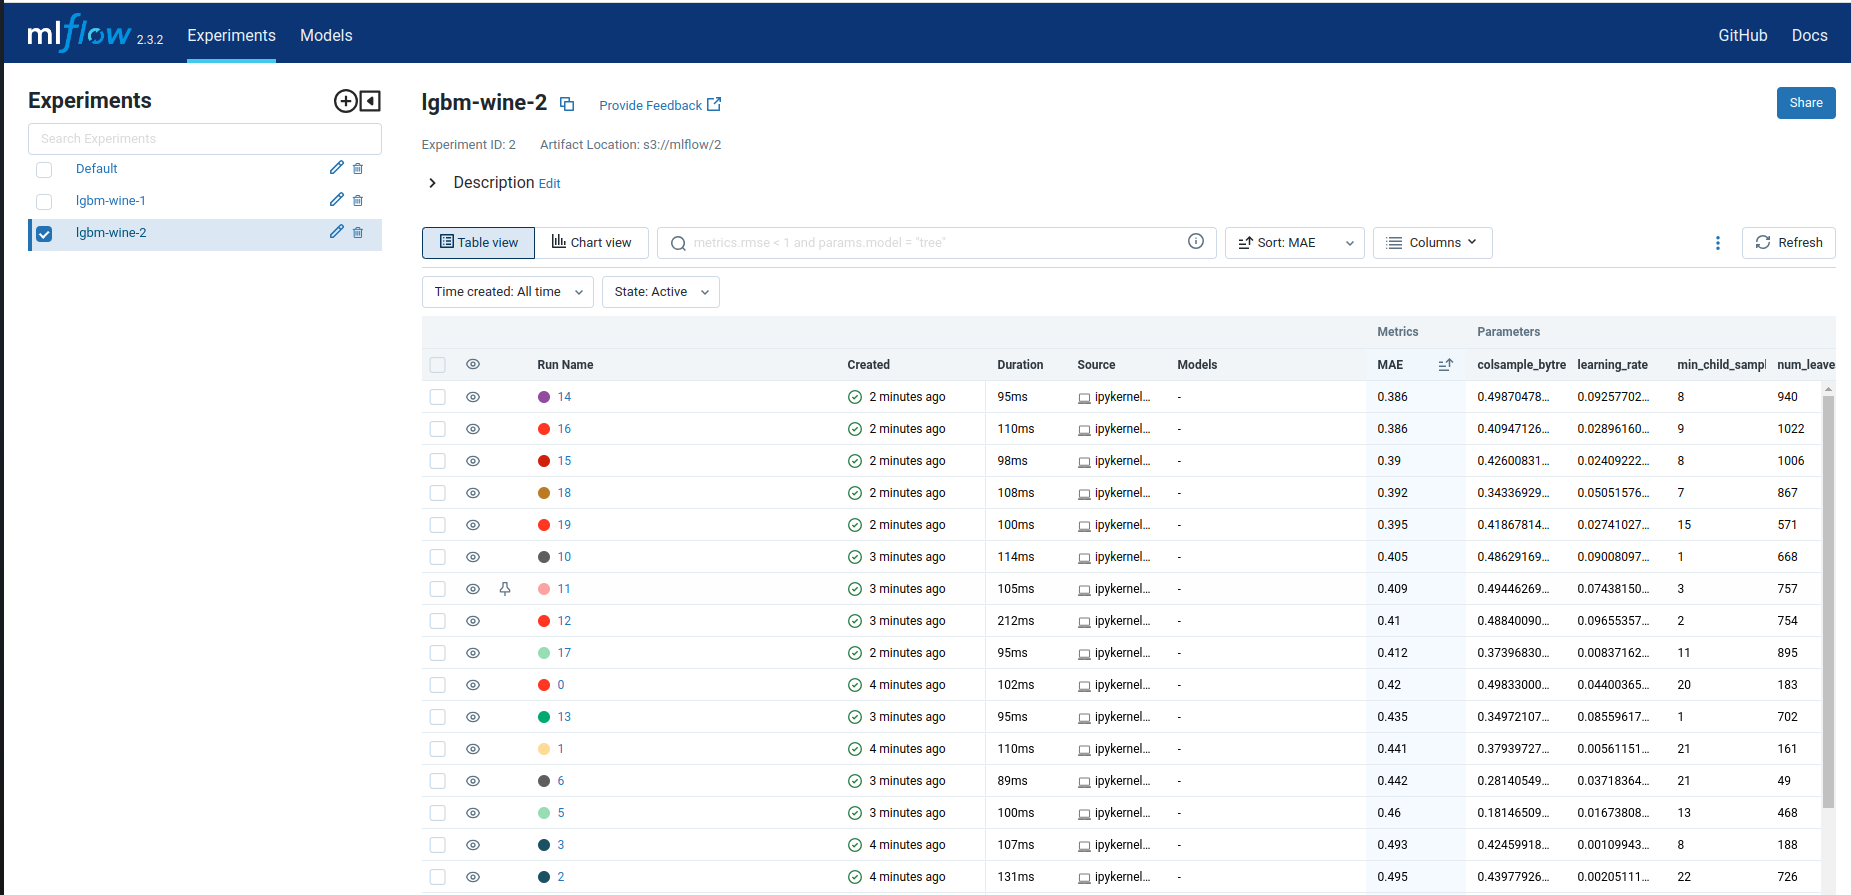 mlflow 2.3.2 Experiments Models GitHub Docs
Experiments
Search Experiments
Default
lgbm-wine-1
lgbm-wine-2
lgbm-wine-2 Provide Feedback Share
Experiment ID: 2 Artifact Location: s3://mlflow/2
Description Edit
Table view Chart view metrics.rmse < 1 and params.model = "tree" Sort: MAE Columns Refresh
Time created: All time State: Active
Metrics Parameters
Run Name Created Duration Source Models MAE colsample_bytre learning_rate min_child_sampl num_leave
14 2 minutes ago 95ms ipykernel... - 0.386 0.49870478... 0.09257702... 8 940
16 2 minutes ago 110ms ipykernel... - 0.386 0.40947126... 0.02896160... 9 1022
15 2 minutes ago 98ms ipykernel... - 0.39 0.42600831... 0.02409222... 8 1006
18 2 minutes ago 108ms ipykernel... - 0.392 0.34336929... 0.05051576... 7 867
19 2 minutes ago 100ms ipykernel... - 0.395 0.41867814... 0.02741027... 15 571
10 3 minutes ago 114ms ipykernel... - 0.405 0.48629169... 0.09008097... 1 668
11 3 minutes ago 105ms ipykernel... - 0.409 0.49446269... 0.07438150... 3 757
12 3 minutes ago 212ms ipykernel... - 0.41 0.48840090... 0.09655357... 2 754
17 2 minutes ago 95ms ipykernel... - 0.412 0.37396830... 0.00837162... 11 895
0 4 minutes ago 102ms ipykernel... - 0.42 0.49833000... 0.04400365... 20 183
13 3 minutes ago 95ms ipykernel... - 0.435 0.34972107... 0.08559617... 1 702
1 4 minutes ago 110ms ipykernel... - 0.441 0.37939727... 0.00561151... 21 161
6 3 minutes ago 89ms ipykernel... - 0.442 0.28140549... 0.03718364... 21 49
5 3 minutes ago 100ms ipykernel... - 0.46 0.18146509... 0.01673808... 13 468
3 4 minutes ago 107ms ipykernel... - 0.493 0.42459918... 0.00109943... 8 188
2 4 minutes ago 131ms ipykernel... - 0.495 0.43977926... 0.00205111... 22 726